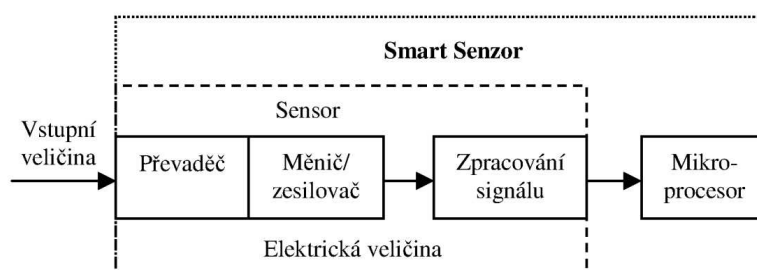 Smart Senzor
Sensor
Vstupní
veličina
Převaděč
Měnič/
zesilovač
Zpracování
signálu
Mikro-
procesor
Elektrická veličina